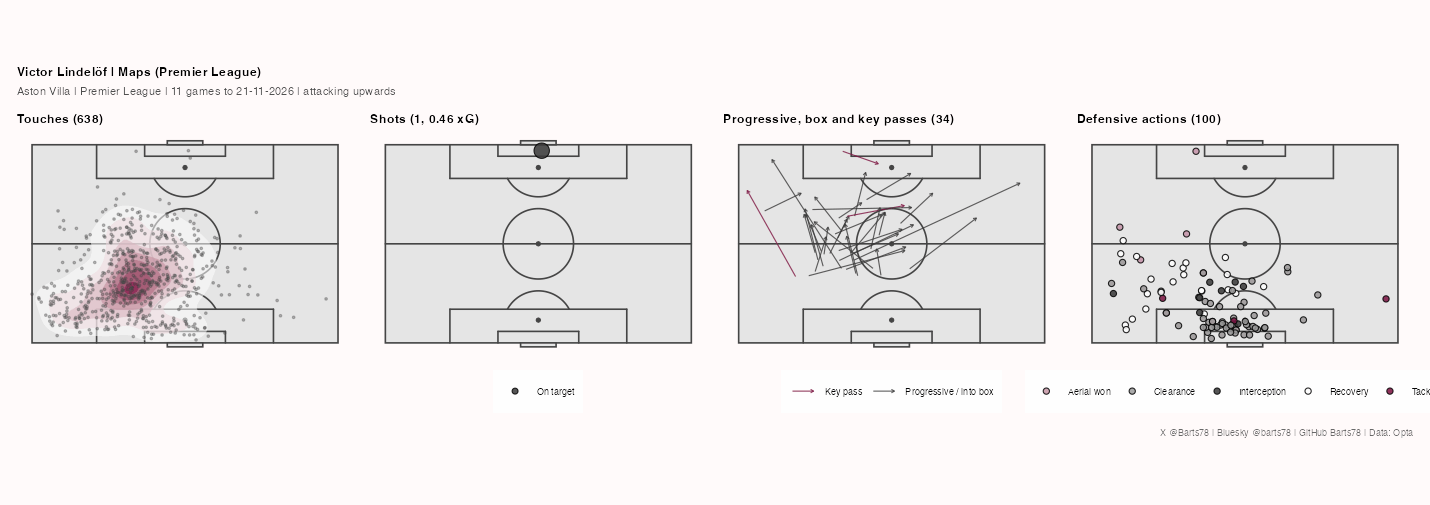 Victor Lindelöf | Maps (Premier League)
Aston Villa | Premier League | 11 games to 21-11-2026 | attacking upwards
Touches (638)
Shots (1, 0.46 xG)
Progressive, box and key passes (34)
Defensive actions (100)
On target
Key pass
Progressive / into box
Aerial won
Clearance
Interception
Recovery
Tack
X @Barts78 | Bluesky @barts78 | GitHub Barts78 | Data: Opta